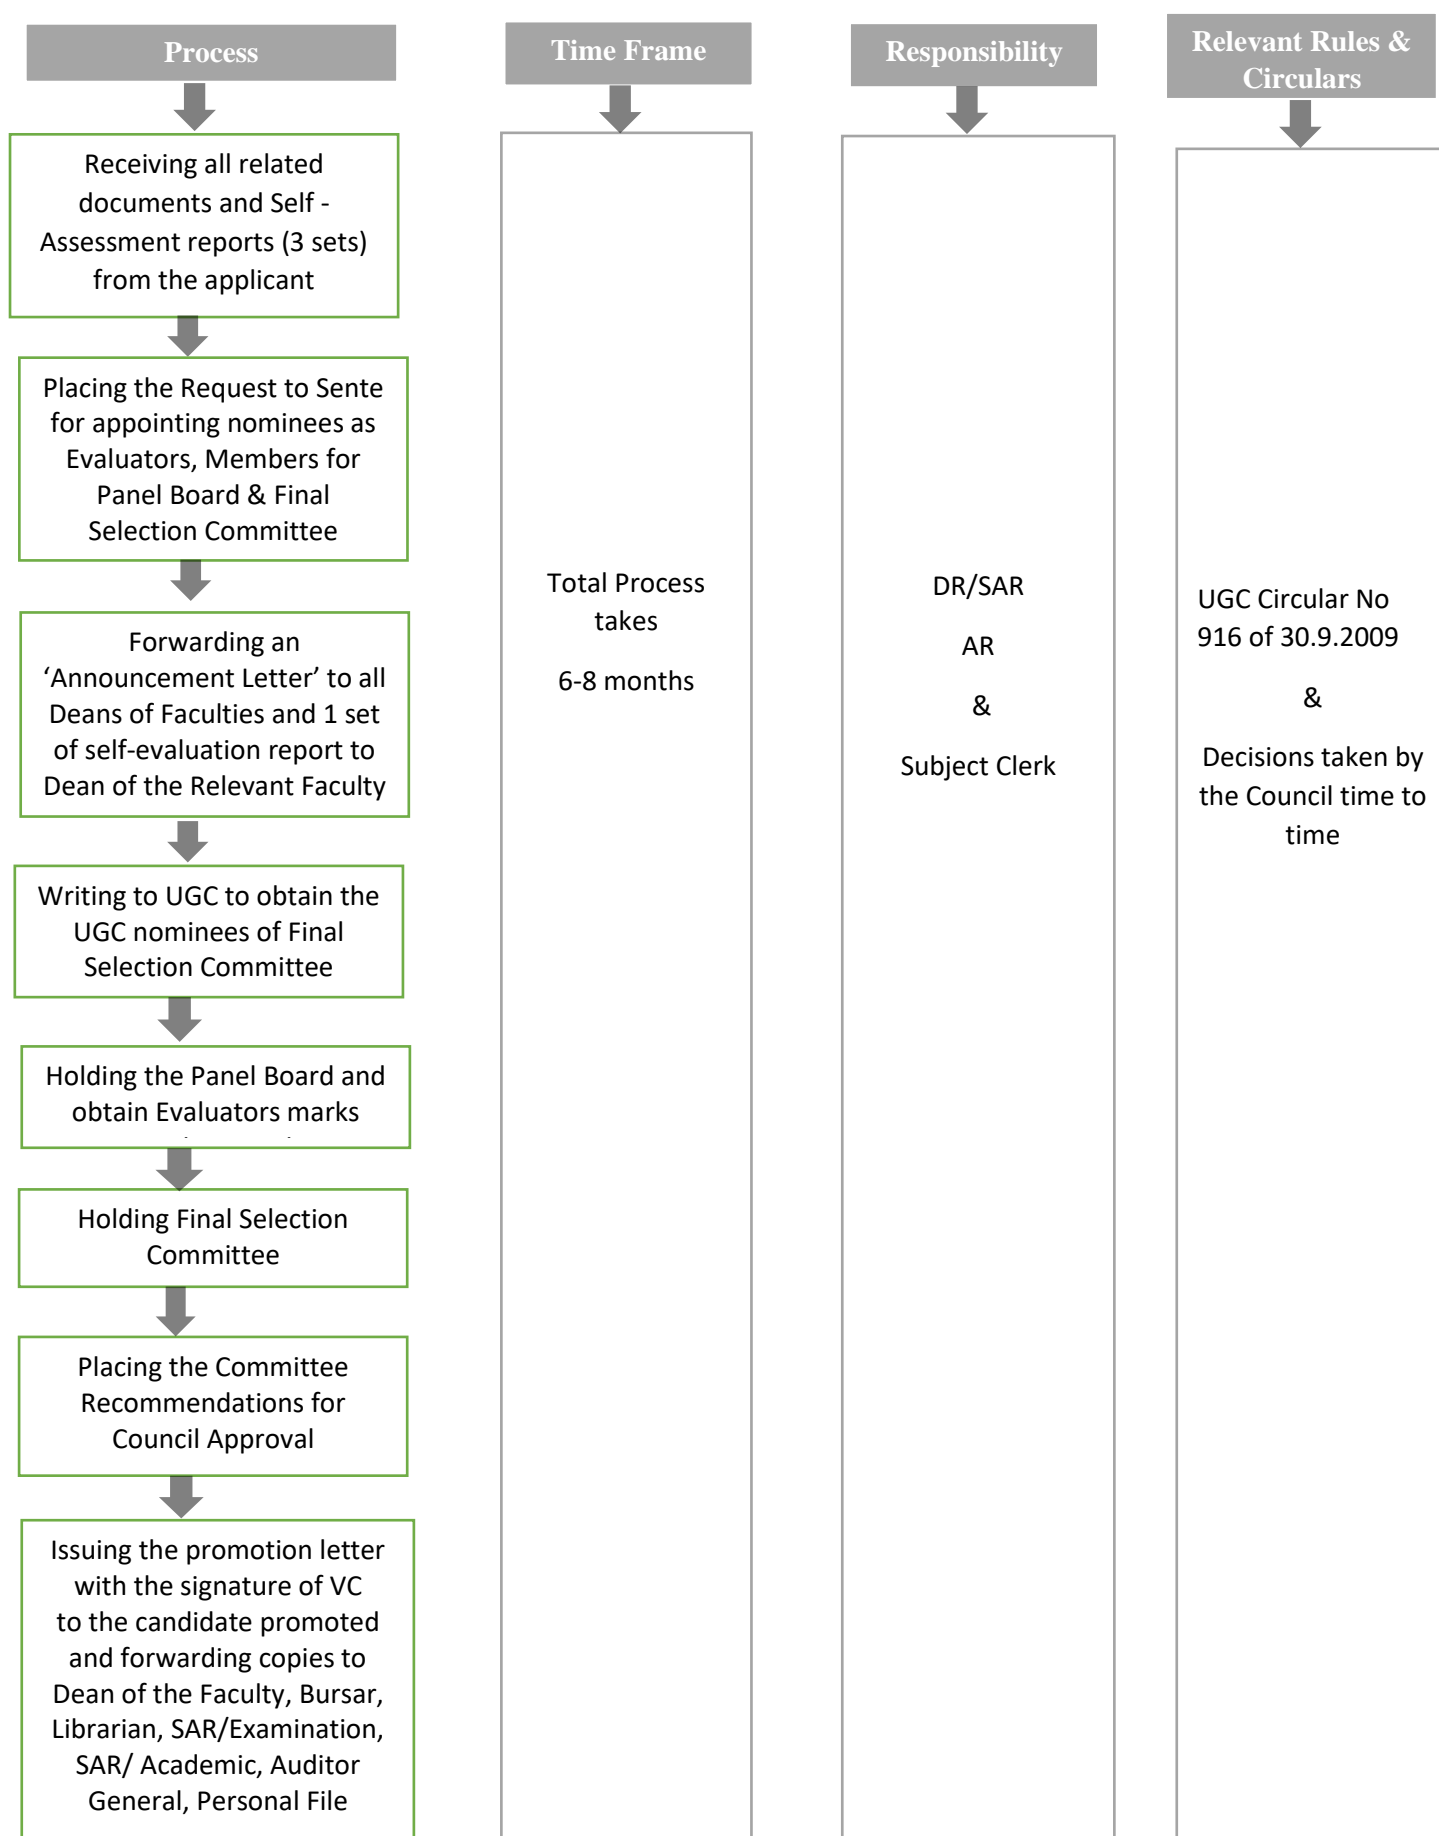 Process
Time Frame
Responsibility
Relevant Rules &
Circulars
Receiving all related
documents and Self -
Assessment reports (3 sets)
from the applicant
Placing the Request to Sente
for appointing nominees as
Evaluators, Members for
Panel Board & Final
Selection Committee
Forwarding an
‘Announcement Letter’ to all
Deans of Faculties and 1 set
of self-evaluation report to
Dean of the Relevant Faculty
Writing to UGC to obtain the
UGC nominees of Final
Selection Committee
Holding the Panel Board and
obtain Evaluators marks
Holding Final Selection
Committee
Placing the Committee
Recommendations for
Council Approval
Issuing the promotion letter
with the signature of VC
to the candidate promoted
and forwarding copies to
Dean of the Faculty, Bursar,
Librarian, SAR/Examination,
SAR/ Academic, Auditor
General, Personal File
Total Process
takes
6-8 months
DR/SAR
AR
&
Subject Clerk
UGC Circular No
916 of 30.9.2009
&
Decisions taken by
the Council time to
time